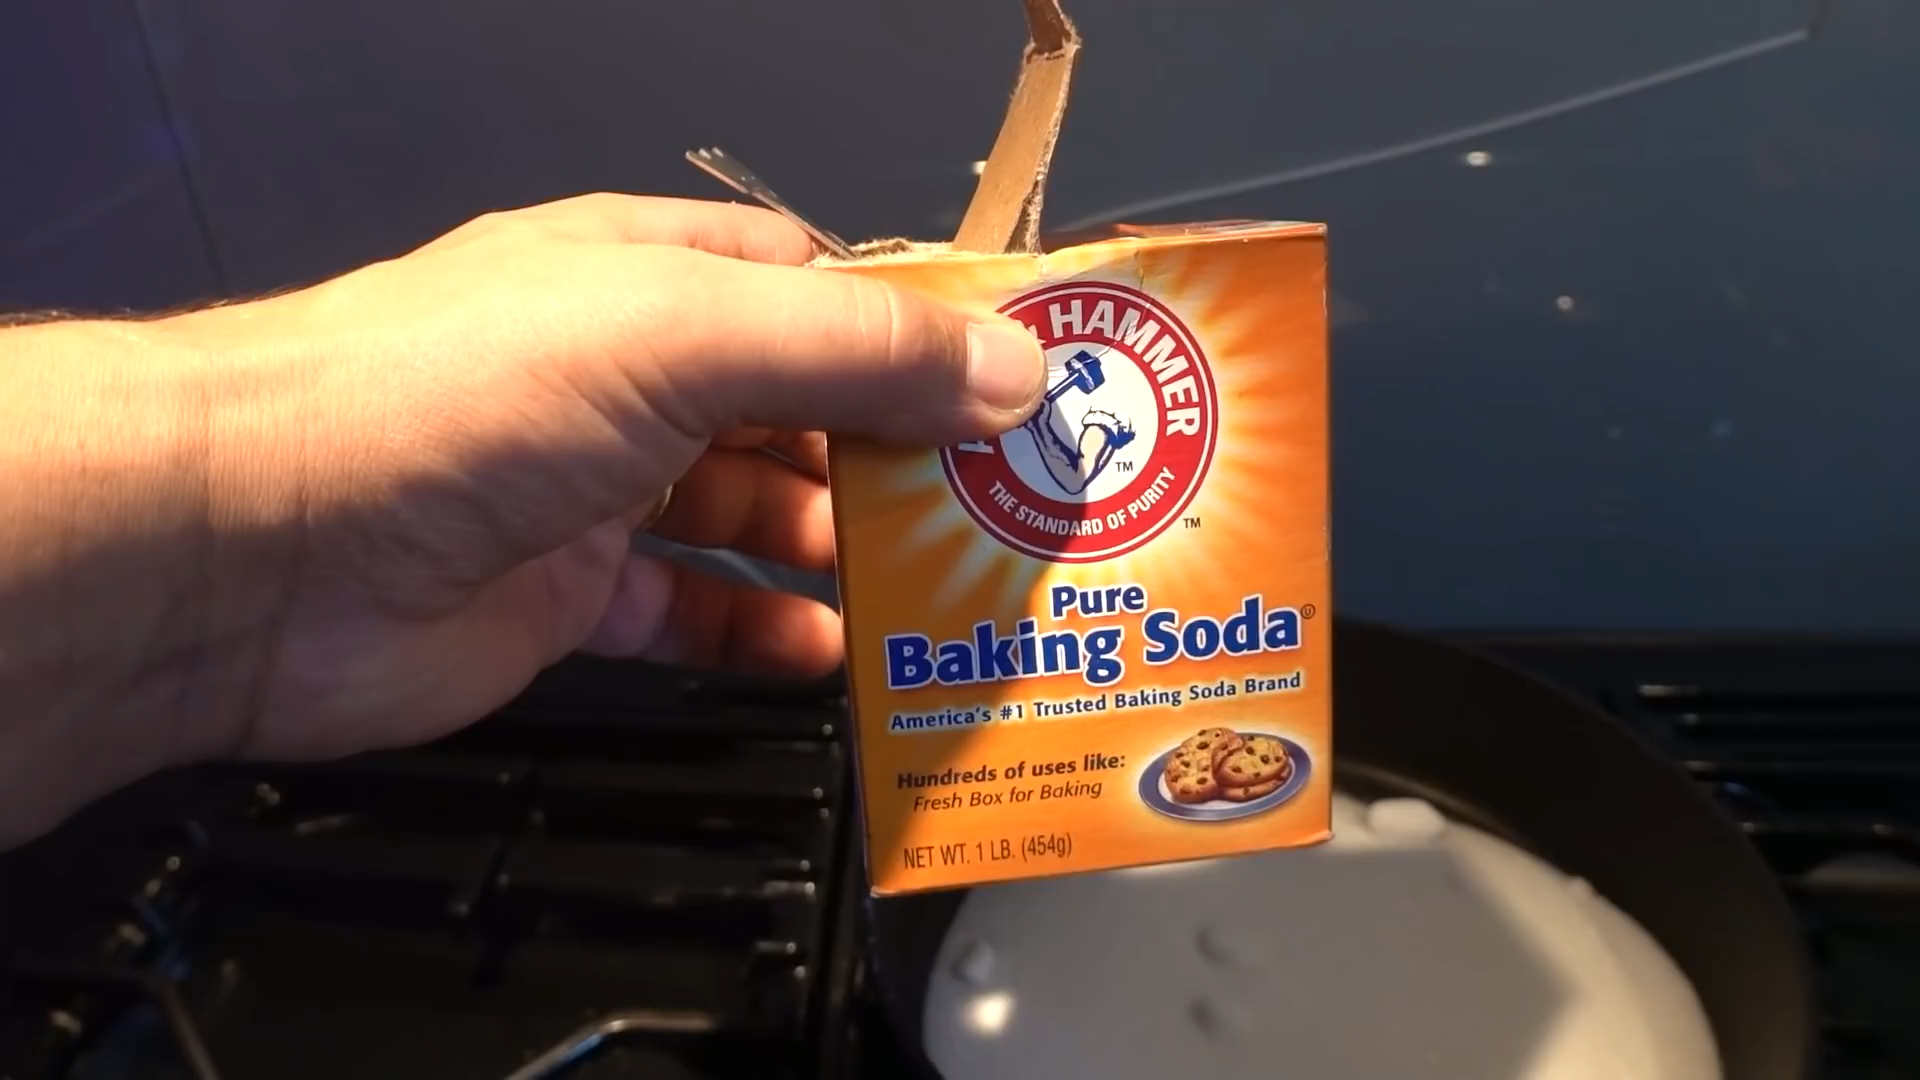 HAMMER
THE STANDARD OF PURITY
TM
TM
Pure
Baking Soda
America's #1 Trusted Baking Soda Brand
Hundreds of uses like:
Fresh Box for Baking
NET WT. 1 LB. (454g)